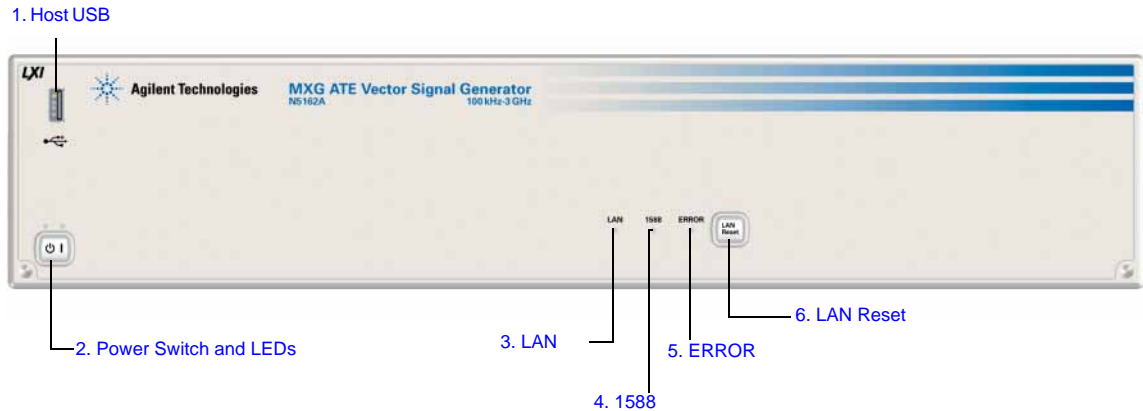 1. Host USB
LXI
Agilent Technologies
MXG ATE Vector Signal Generator
N5162A 100 kHz-3 GHz
LAN 1588 ERROR
LAN
Reset
6. LAN Reset
2. Power Switch and LEDs
3. LAN
5. ERROR
4. 1588